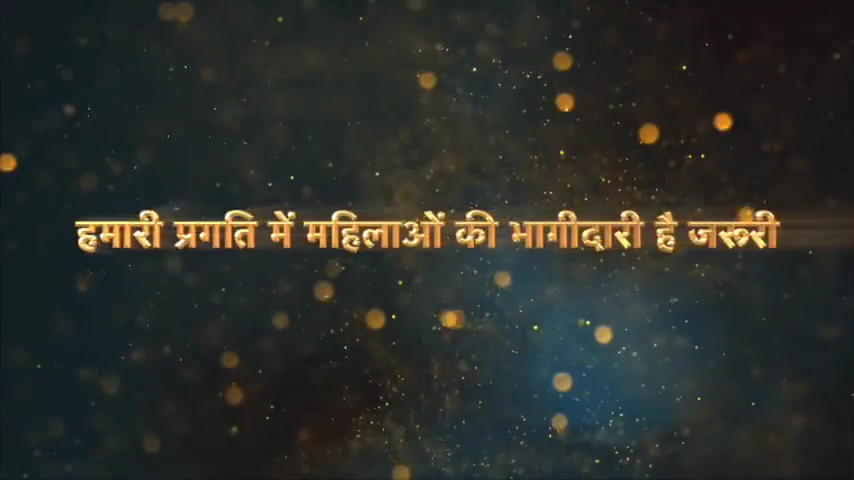 हमारी प्रगति में महिलाओं की भागीदारी है जरूरी